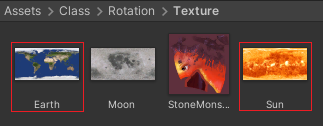 Assets > Class > Rotation > Texture
Earth
Moon
StoneMons...
Sun